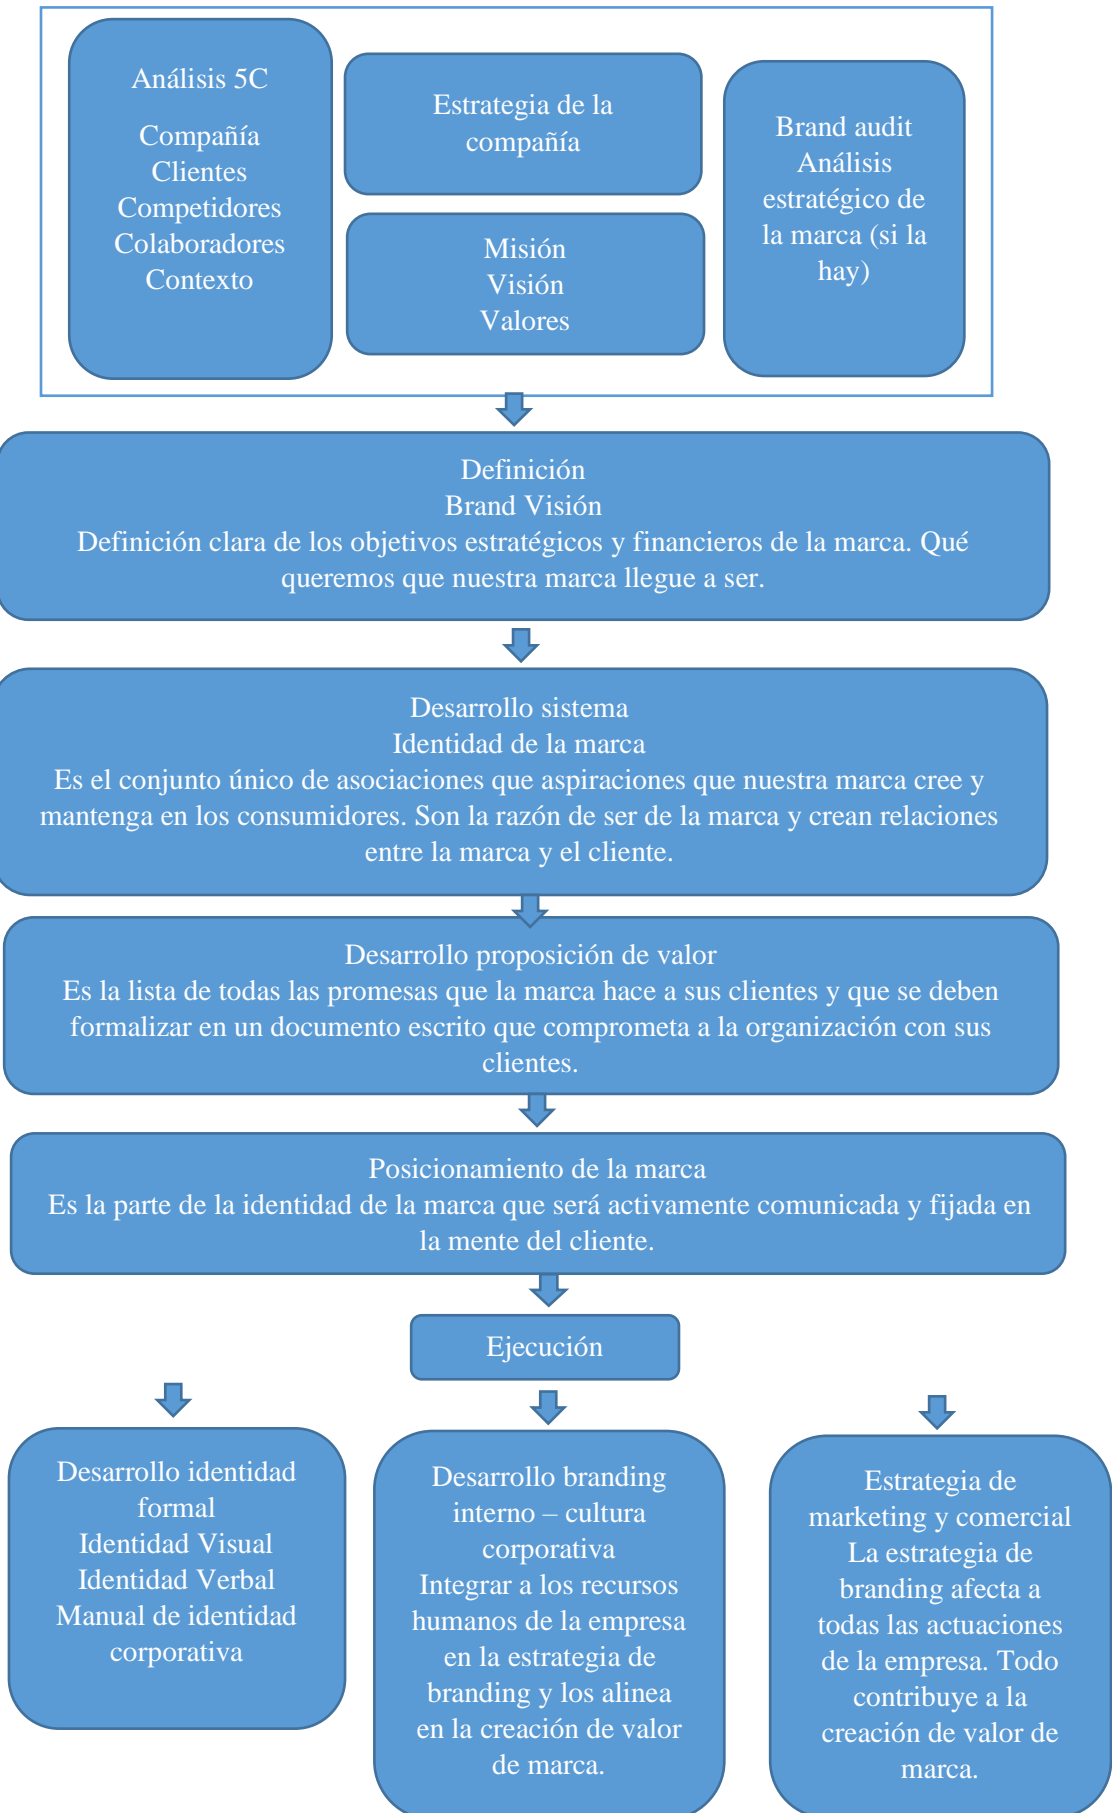 Análisis 5C
Compañía
Clientes
Competidores
Colaboradores
Contexto
Estrategia de la
compañía
Misión
Visión
Valores
Brand audit
Análisis
estratégico de
la marca (si la
hay)
Definición
Brand Visión
Definición clara de los objetivos estratégicos y financieros de la marca. Qué
queremos que nuestra marca llegue a ser.
Desarrollo sistema
Identidad de la marca
Es el conjunto único de asociaciones que aspiraciones que nuestra marca cree y
mantenga en los consumidores. Son la razón de ser de la marca y crean relaciones
entre la marca y el cliente.
Desarrollo proposición de valor
Es la lista de todas las promesas que la marca hace a sus clientes y que se deben
formalizar en un documento escrito que comprometa a la organización con sus
clientes.
Posicionamiento de la marca
Es la parte de la identidad de la marca que será activamente comunicada y fijada en
la mente del cliente.
Ejecución
Desarrollo identidad
formal
Identidad Visual
Identidad Verbal
Manual de identidad
corporativa
Desarrollo branding
interno – cultura
corporativa
Integrar a los recursos
humanos de la empresa
en la estrategia de
branding y los alinea
en la creación de valor
de marca.
Estrategia de
marketing y comercial
La estrategia de
branding afecta a
todas las actuaciones
de la empresa. Todo
contribuye a la
creación de valor de
marca.